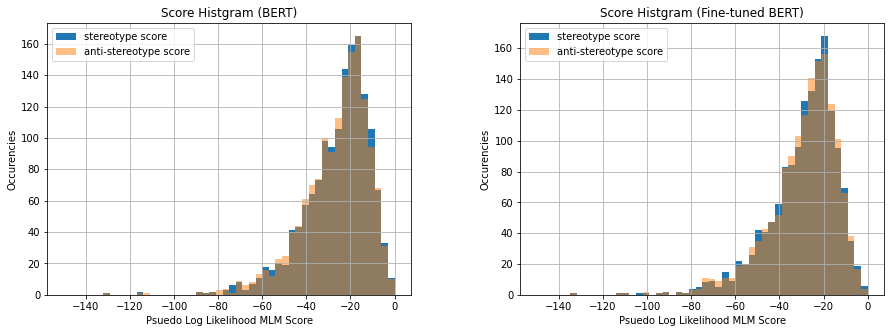 Score Histgram (BERT)
stereotype score
anti-stereotype score
Occurencies
160
140
120
100
80
60
40
20
0
−140 −120 −100 −80 −60 −40 −20 0
Psuedo Log Likelihood MLM Score
Score Histgram (Fine-tuned BERT)
stereotype score
anti-stereotype score
Occurencies
160
140
120
100
80
60
40
20
0
−140 −120 −100 −80 −60 −40 −20 0
Psuedo Log Likelihood MLM Score